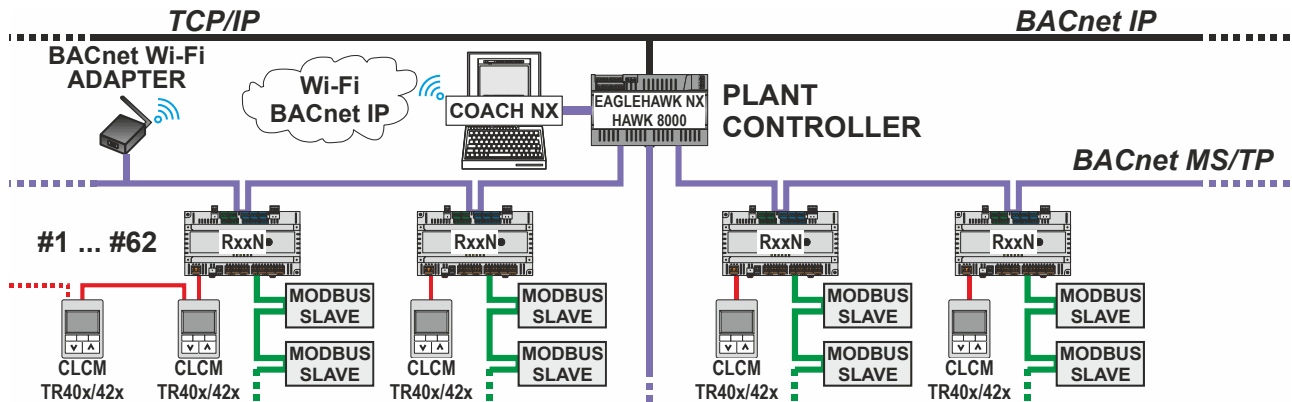 TCP/IP
BACnet IP
BACnet Wi-Fi
ADAPTER
Wi-Fi
BACnet IP
COACH NX
EAGLEHAWK NX
HAWK 8000
PLANT
CONTROLLER
BACnet MS/TP
#1 ... #62
RxxN
RxxN
RxxN
RxxN
MODBUS
SLAVE
MODBUS
SLAVE
MODBUS
SLAVE
MODBUS
SLAVE
MODBUS
SLAVE
MODBUS
SLAVE
MODBUS
SLAVE
MODBUS
SLAVE
CLCM
TR40x/42x
CLCM
TR40x/42x
CLCM
TR40x/42x
CLCM
TR40x/42x
CLCM
TR40x/42x